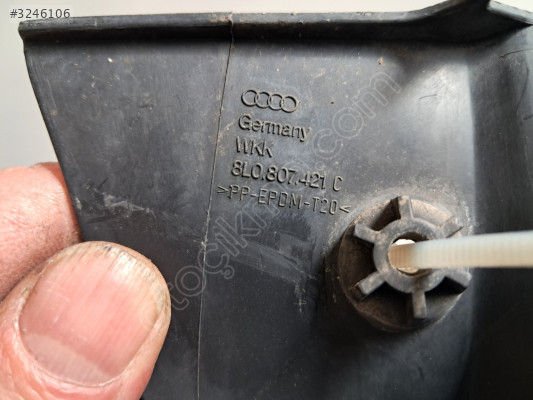 #3246106
Germany
WKK
8L0.807.421 C
>PP-EPDM-T20<